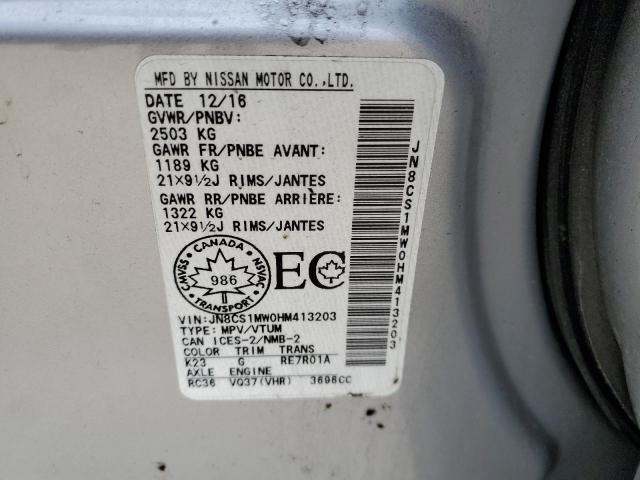 MFD BY NISSAN MOTOR CO.,LTD.
DATE 12/16
GVWR/PNBV:
2503 KG
GAWR FR/PNBE AVANT:
1189 KG
21×9½J RIMS/JANTES
GAWR RR/PNBE ARRIÈRE:
1322 KG
21×9½J RIMS/JANTES
CANADA
CMVSS NSVAC
986
TRANSPORT
EC
VIN:JN8CS1MW0HM413203
TYPE: MPV/VTUM
CAN ICES-2/NMB-2
COLOR TRIM TRANS
K23 G RE7R01A
AXLE ENGINE
RC36 VQ37(VHR) 3696CC
JN8CS1MW0HM413203